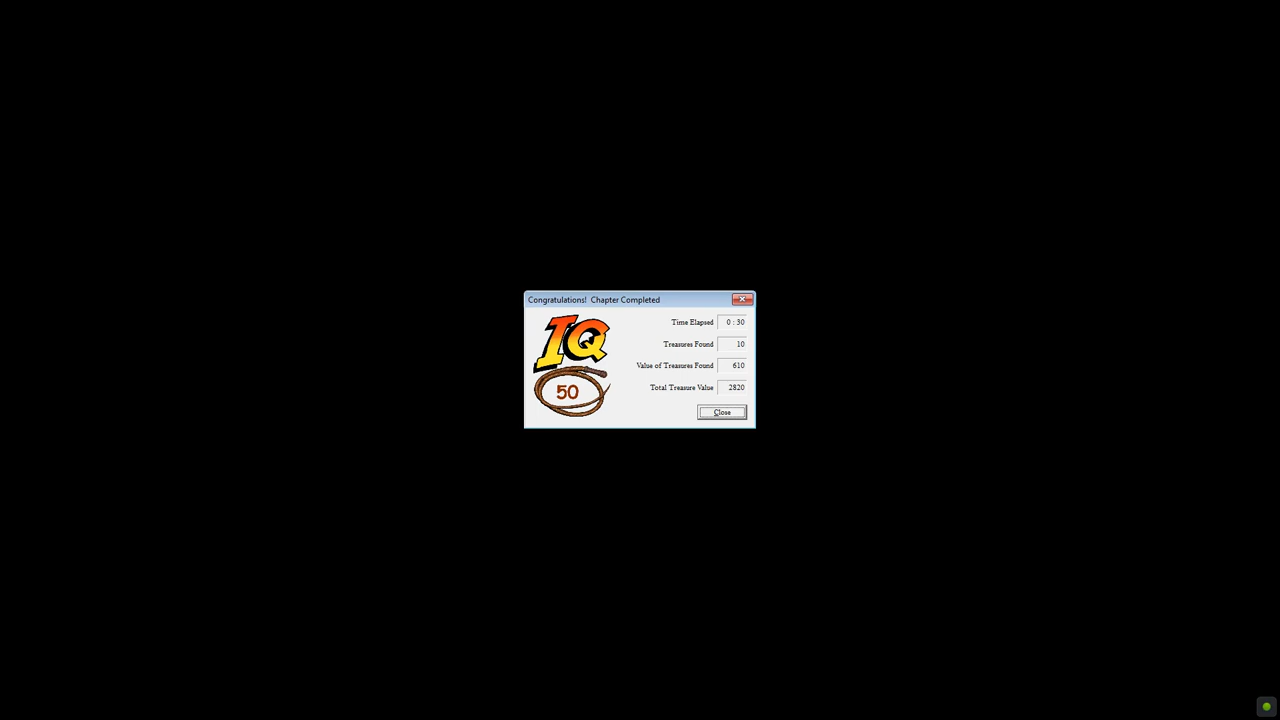 Congratulations!  Chapter Completed
IQ
50
Time Elapsed 0 : 30
Treasures Found 10
Value of Treasures Found 610
Total Treasure Value 2820
Close